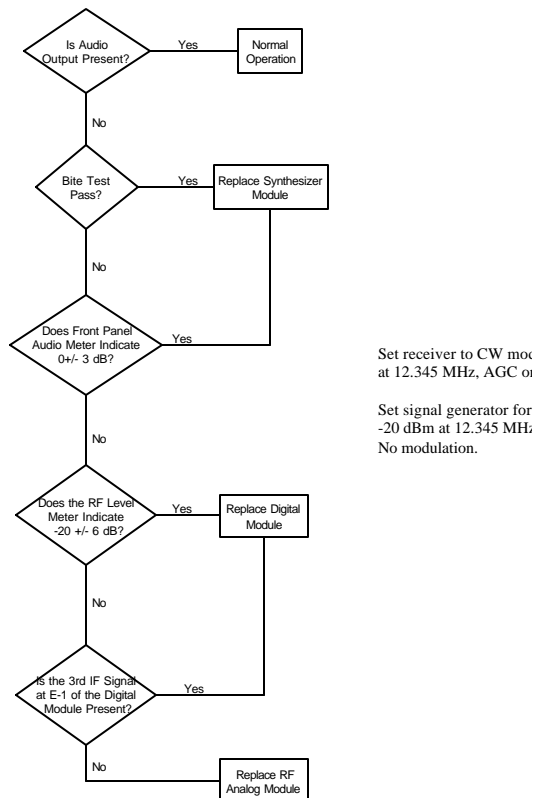 Is Audio
Output Present?
Yes
Normal
Operation
No
Bite Test
Pass?
Yes
Replace Synthesizer
Module
No
Does Front Panel
Audio Meter Indicate
0+/- 3 dB?
Yes
Set receiver to CW
at 12.345 MHz, AGC
Set signal generator for
-20 dBm at 12.345
No modulation.
No
Does the RF Level
Meter Indicate
-20 +/- 6 dB?
Yes
Replace Digital
Module
No
Is the 3rd IF Signal
at E-1 of the Digital
Module Present?
Yes
No
Replace RF
Analog Module